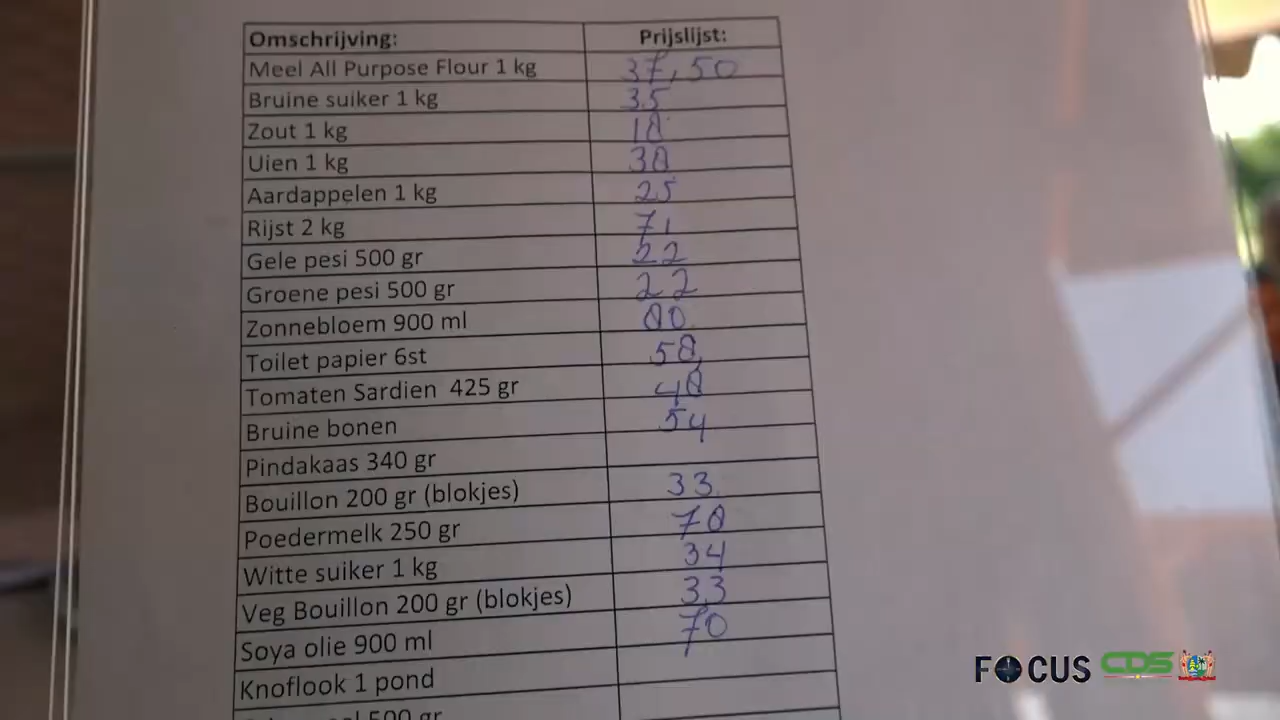 Omschrijving: Prijslijst:
Meel All Purpose Flour 1 kg 37,50
Bruine suiker 1 kg 35
Zout 1 kg 18
Uien 1 kg 38
Aardappelen 1 kg 25
Rijst 2 kg 71
Gele pesi 500 gr 22
Groene pesi 500 gr 22
Zonnebloem 900 ml 80
Toilet papier 6st 58
Tomaten Sardien 425 gr 48
Bruine bonen 54
Pindakaas 340 gr
Bouillon 200 gr (blokjes) 33
Poedermelk 250 gr 78
Witte suiker 1 kg 34
Veg Bouillon 200 gr (blokjes) 33
Soya olie 900 ml 70
Knoflook 1 pond
500 gr
FOCUS CDS